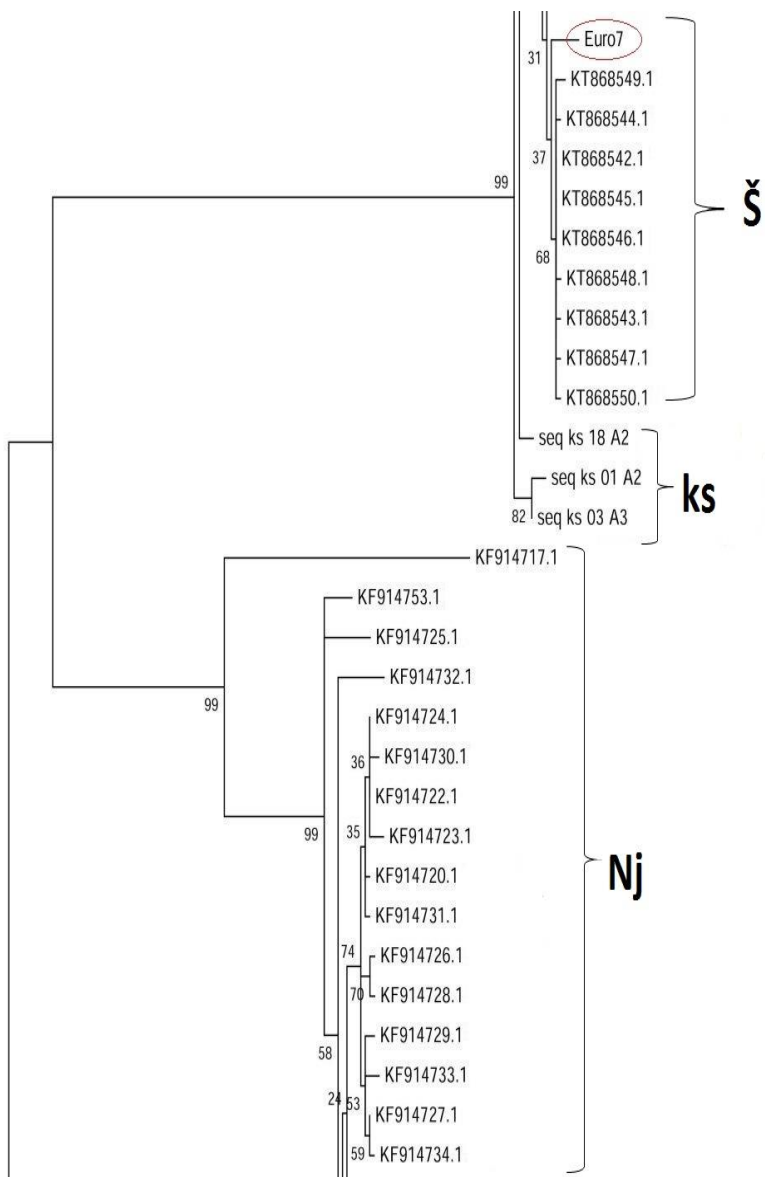 Euro7
31
KT868549.1
KT868544.1
37
KT868542.1
99
KT868545.1
Š
KT868546.1
68
KT868548.1
KT868543.1
KT868547.1
KT868550.1
seq ks 18 A2
seq ks 01 A2
ks
82
seq ks 03 A3
KF914717.1
KF914753.1
KF914725.1
KF914732.1
99
KF914724.1
36
KF914730.1
KF914722.1
99
35
KF914723.1
Nj
KF914720.1
KF914731.1
74
KF914726.1
70
KF914728.1
KF914729.1
58
KF914733.1
24
53
KF914727.1
59
KF914734.1